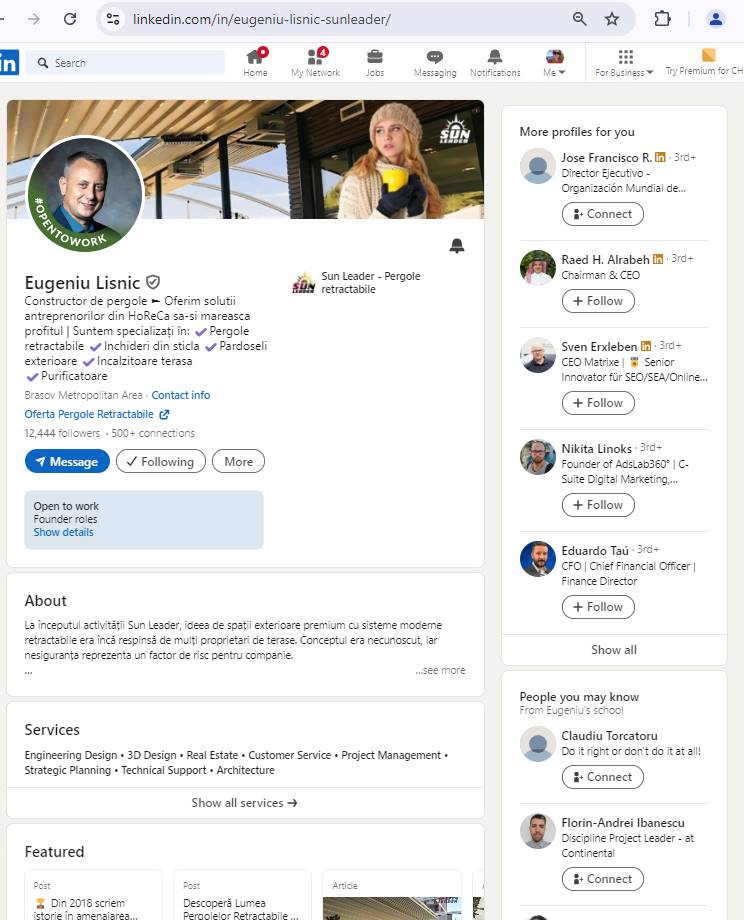 linkedin.com/in/eugeniu-lisnic-sunleader/
in
Search
Home
4
My Network
Jobs
Messaging
Notifications
Me
For Business
Try Premium for CH
SUN
LEADER
#OPENTOWORK
Eugeniu Lisnic
Constructor de pergole ► Oferim solutii
antreprenorilor din HoReCa sa-si mareasca
profitul | Suntem specializați în: ✔ Pergole
retractabile ✔ Inchideri din sticla ✔ Pardoseli
exterioare ✔ Incalzitoare terasa
✔ Purificatoare
Sun Leader - Pergole
retractabile
Brasov Metropolitan Area · Contact info
Oferta Pergole Retractabile
12,444 followers · 500+ connections
Message
Following
More
Open to work
Founder roles
Show details
About
La începutul activității Sun Leader, ideea de spații exterioare premium cu sisteme moderne
retractabile era încă respinsă de mulți proprietari de terase. Conceptul era necunoscut, iar
nesiguranța reprezenta un factor de risc pentru companie.
...
...see more
Services
Engineering Design • 3D Design • Real Estate • Customer Service • Project Management •
Strategic Planning • Technical Support • Architecture
Show all services →
Featured
Post
🏆 Din 2018 scriem
istorie în amenajarea...
Post
Descoperă Lumea
Pergolelor Retractabile ...
Article
More profiles for you
Jose Francisco R. in · 3rd+
Director Ejecutivo -
Organización Mundial de...
Connect
Raed H. Alrabeh in · 3rd+
Chairman & CEO
+ Follow
Sven Erxleben in · 3rd+
CEO Matrixe | 🏅 Senior
Innovator für SEO/SEA/Online...
+ Follow
Nikita Linoks · 3rd+
Founder of AdsLab360° | C-
Suite Digital Marketing,...
+ Follow
Eduardo Taú · 3rd+
CFO | Chief Financial Officer |
Finance Director
+ Follow
Show all
People you may know
From Eugeniu's school
Claudiu Torcatoru
Do it right or don't do it at all!
Connect
Florin-Andrei Ibanescu
Discipline Project Leader - at
Continental
Connect